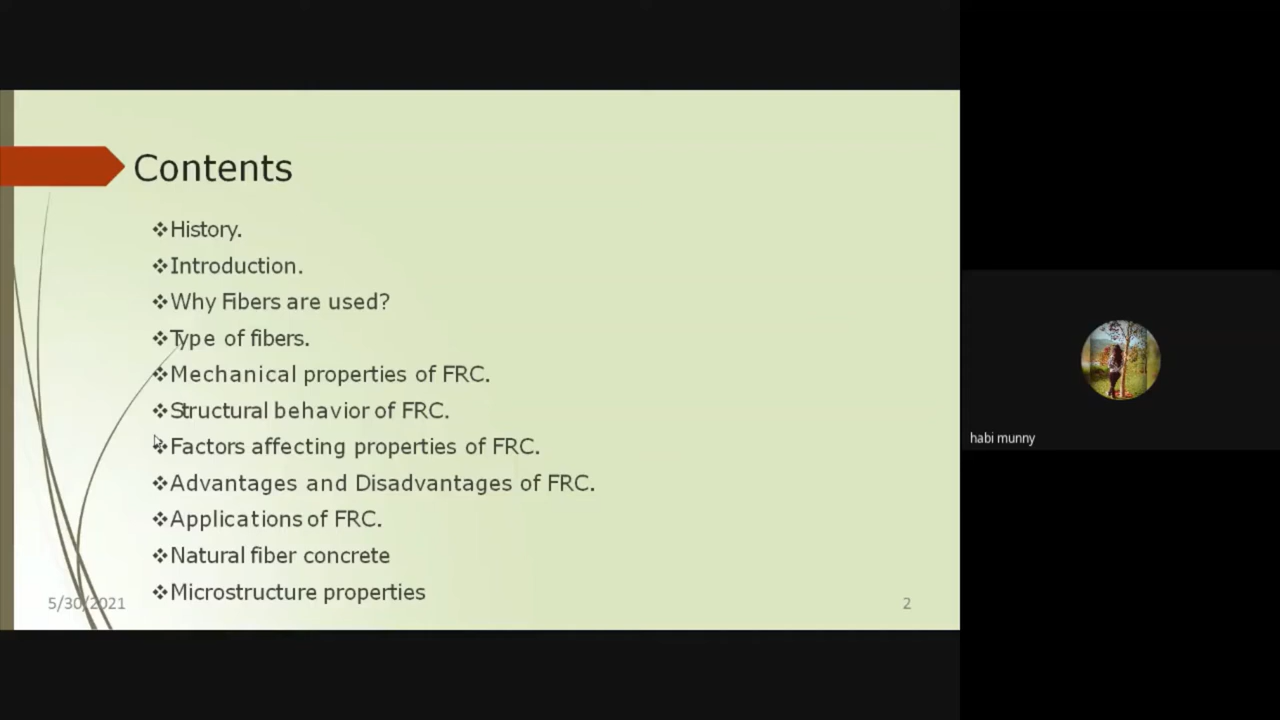 Contents
❖History.
❖Introduction.
❖Why Fibers are used?
❖Type of fibers.
❖Mechanical properties of FRC.
❖Structural behavior of FRC.
❖Factors affecting properties of FRC.
❖Advantages and Disadvantages of FRC.
❖Applications of FRC.
❖Natural fiber concrete
❖Microstructure properties
5/30/2021
2
habi munny